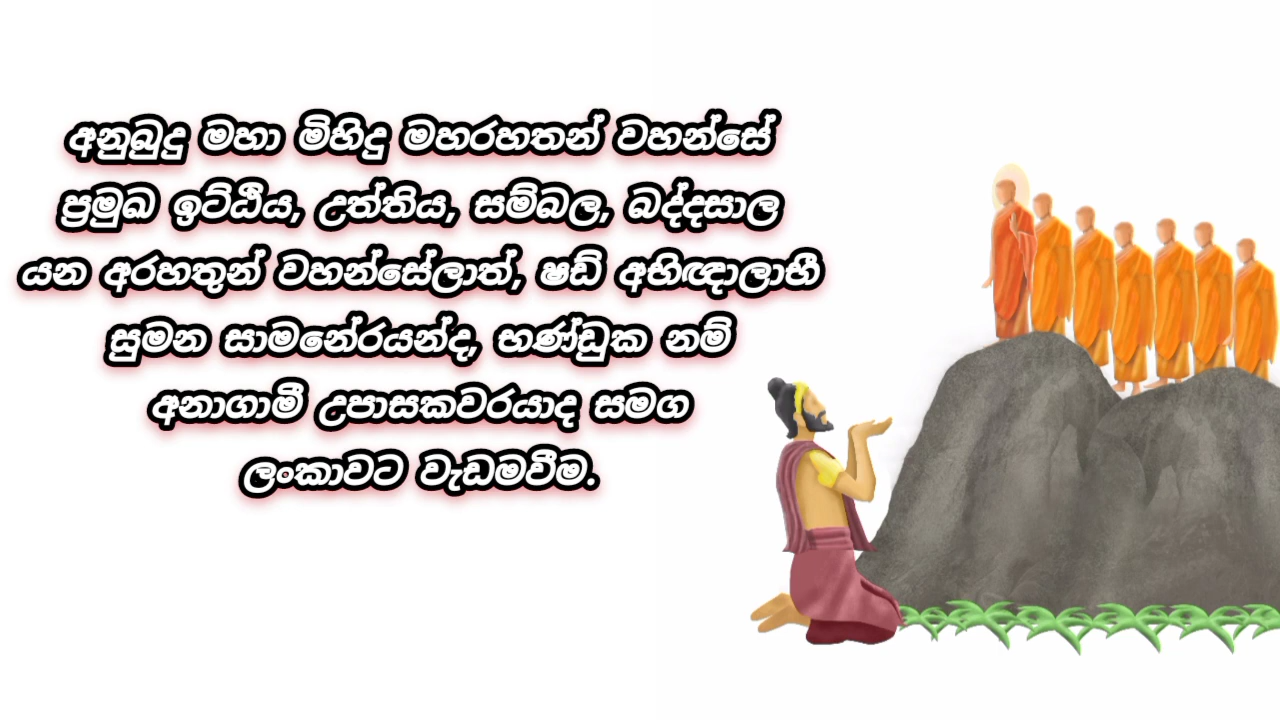 අනුබුදු මහා මිහිදු මහරහතන් වහන්සේ
ප්‍රමුඛ ඉට්ඨිය, උත්තිය, සම්බල, බද්දසාල
යන අරහතුන් වහන්සේලාත්, ෂඩ් අභිඥාලාභී
සුමන සාමනේරයන්ද, භණ්ඩුක නම්
අනාගාමී උපාසකවරයාද සමග
ලංකාවට වැඩමවීම.